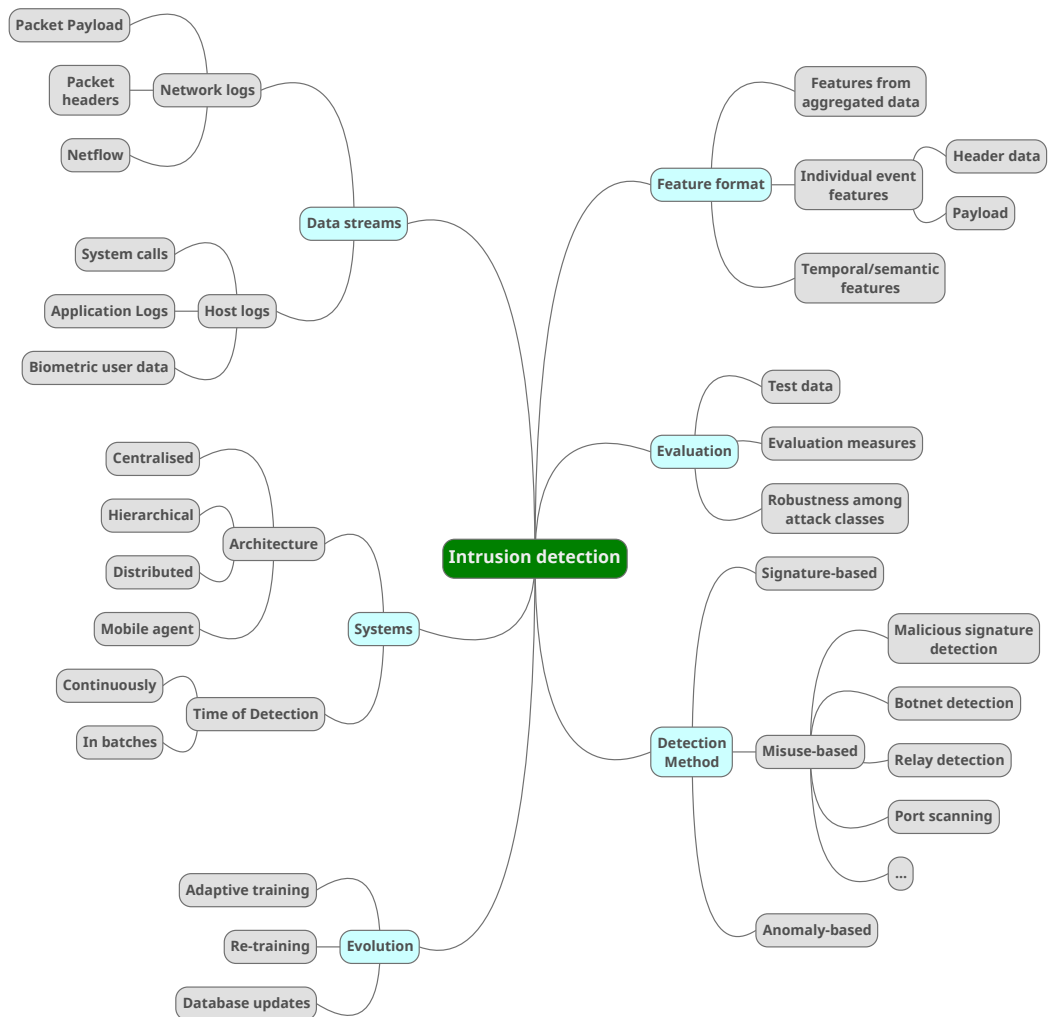 Packet Payload
Packet
headers
Netflow
Network logs
Data streams
System calls
Application Logs
Biometric user data
Host logs
Centralised
Hierarchical
Distributed
Mobile agent
Architecture
Systems
Continuously
In batches
Time of Detection
Adaptive training
Re-training
Database updates
Evolution
Intrusion detection
Feature format
Features from
aggregated data
Individual event
features
Header data
Payload
Temporal/semantic
features
Evaluation
Test data
Evaluation measures
Robustness among
attack classes
Detection
Method
Signature-based
Misuse-based
Malicious signature
detection
Botnet detection
Relay detection
Port scanning
...
Anomaly-based